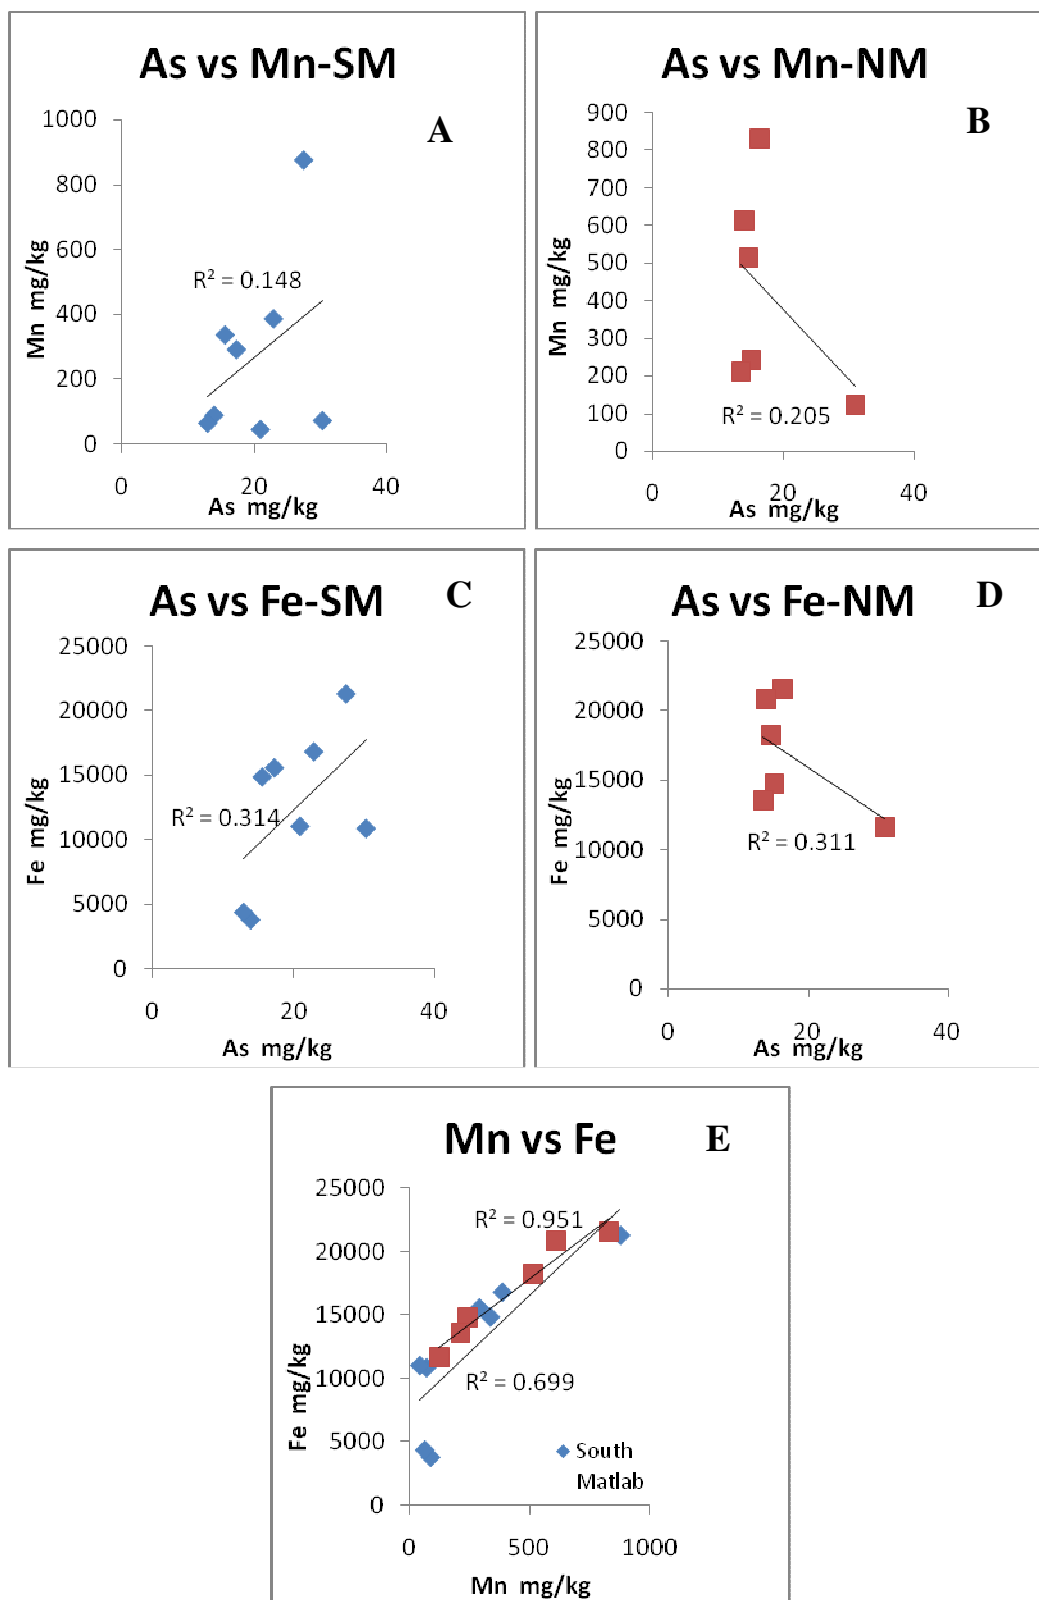 As vs Mn-SM
A
1000
800
600
400
200
0
Mn mg/kg
R² = 0.148
0 20 40
As mg/kg
As vs Mn-NM
B
900
800
700
600
500
400
300
200
100
0
Mn mg/kg
R² = 0.205
0 20 40
As mg/kg
As vs Fe-SM
C
25000
20000
15000
10000
5000
0
Fe mg/kg
R² = 0.314
0 20 40
As mg/kg
As vs Fe-NM
D
25000
20000
15000
10000
5000
0
Fe mg/kg
R² = 0.311
0 20 40
As mg/kg
Mn vs Fe
E
25000
20000
15000
10000
5000
0
Fe mg/kg
R² = 0.951
R² = 0.699
South
Matlab
0 500 1000
Mn mg/kg